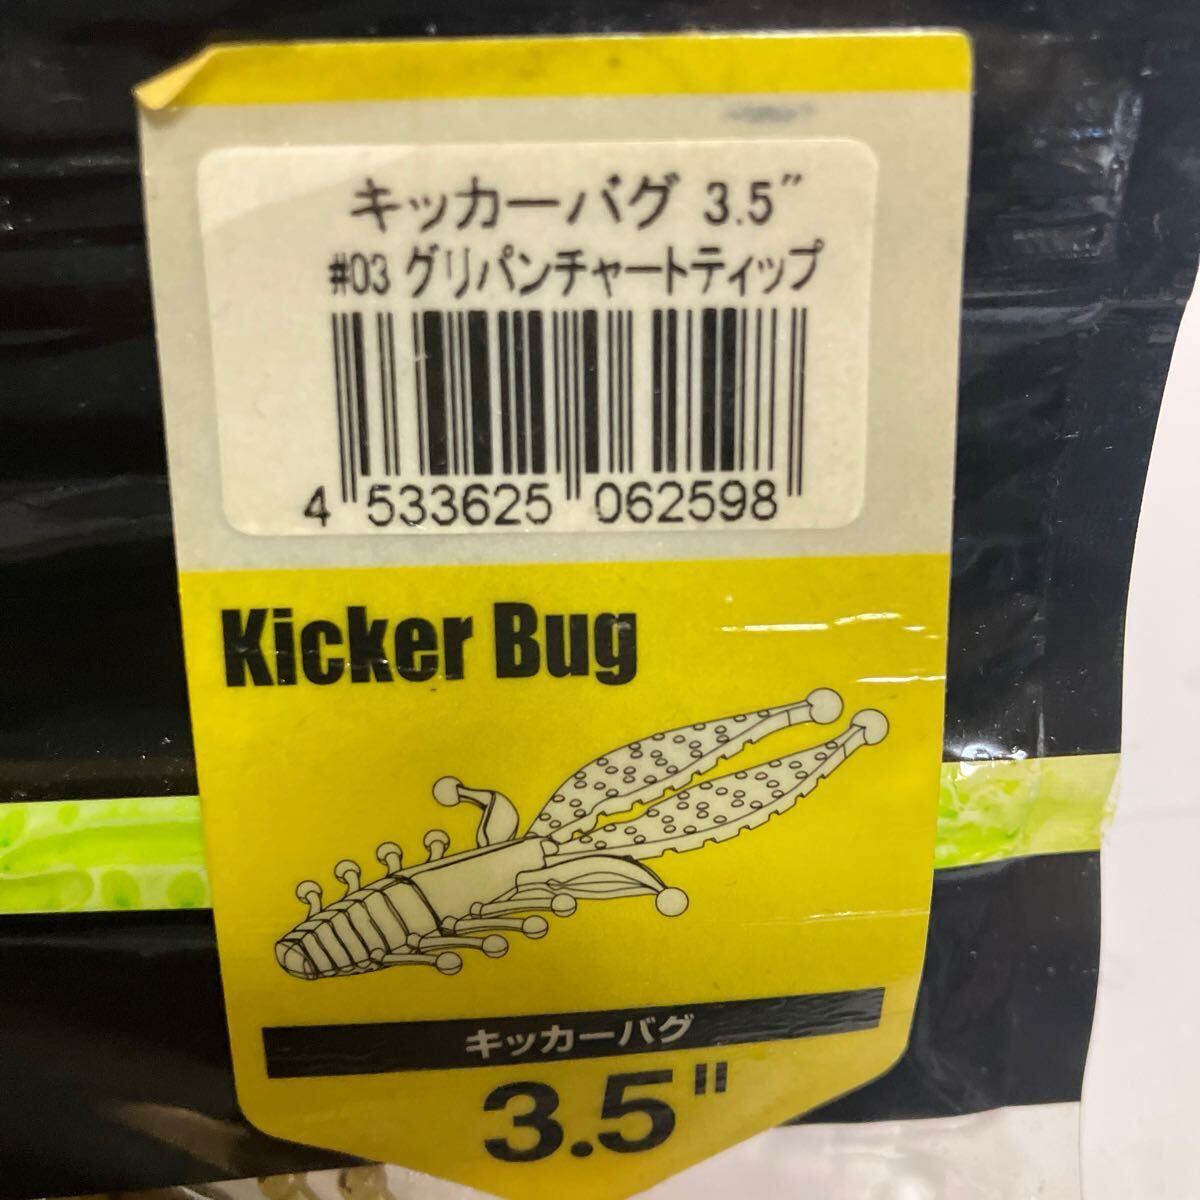 キッカーバグ 3.5"
#03 グリパンチャートティップ
4 533625 062598
Kicker Bug
キッカーバグ
3.5"